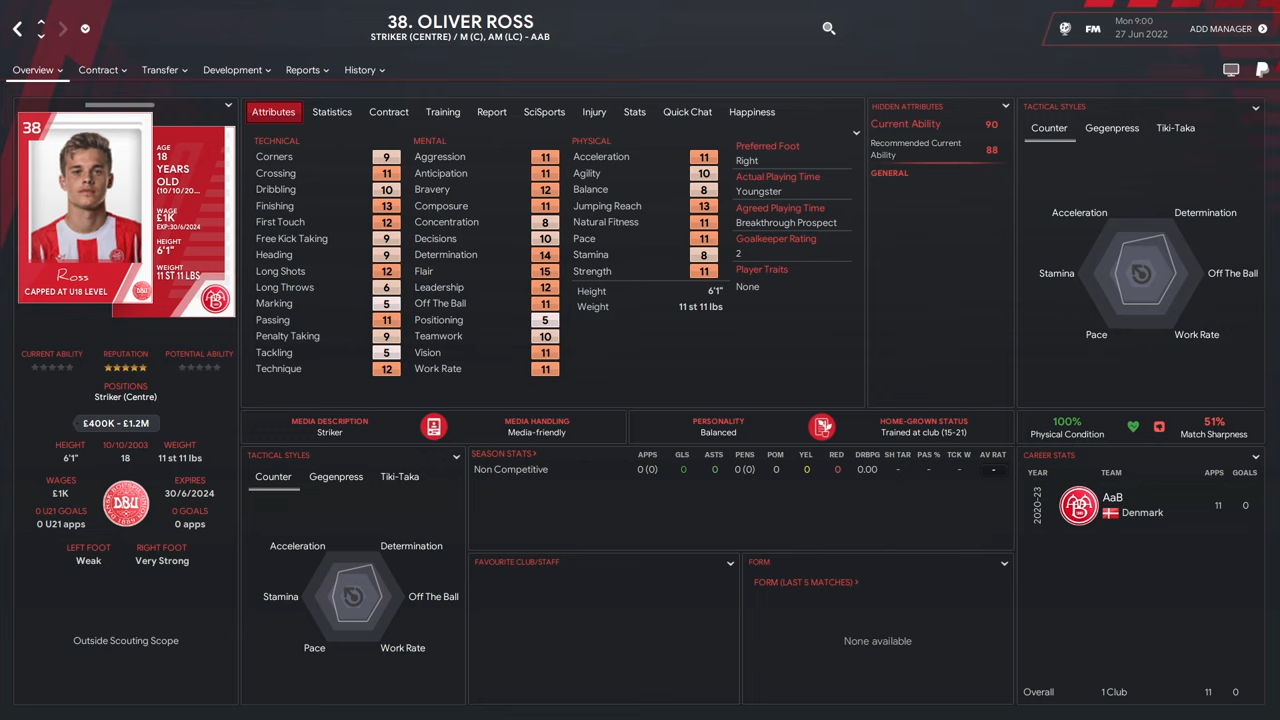 38. OLIVER ROSS
STRIKER (CENTRE) / M (C), AM (LC) - AAB
FM
Mon 9:00
27 Jun 2022
ADD MANAGER
Overview
Contract
Transfer
Development
Reports
History
38
Ross
CAPPED AT U18 LEVEL
AGE
18
YEARS
OLD
(10/10/20...
WAGE
£1K
EXP:30/6/2024
HEIGHT
6'1"
WEIGHT
11 ST 11 LBS
CURRENT ABILITY
REPUTATION
POTENTIAL ABILITY
POSITIONS
Striker (Centre)
£400K - £1.2M
HEIGHT 10/10/2003 WEIGHT
6'1" 18 11 st 11 lbs
WAGES EXPIRES
£1K 30/6/2024
DBU
0 U21 GOALS 0 GOALS
0 U21 apps 0 apps
LEFT FOOT RIGHT FOOT
Weak Very Strong
Outside Scouting Scope
Attributes Statistics Contract Training Report SciSports Injury Stats Quick Chat Happiness
TECHNICAL
Corners 9
Crossing 11
Dribbling 10
Finishing 13
First Touch 12
Free Kick Taking 9
Heading 9
Long Shots 12
Long Throws 6
Marking 5
Passing 11
Penalty Taking 9
Tackling 5
Technique 12
MENTAL
Aggression 11
Anticipation 11
Bravery 12
Composure 11
Concentration 8
Decisions 10
Determination 14
Flair 15
Leadership 12
Off The Ball 11
Positioning 5
Teamwork 10
Vision 11
Work Rate 11
PHYSICAL
Acceleration 11
Agility 10
Balance 8
Jumping Reach 13
Natural Fitness 11
Pace 11
Stamina 8
Strength 11
Height 6'1"
Weight 11 st 11 lbs
Preferred Foot
Right
Actual Playing Time
Youngster
Agreed Playing Time
Breakthrough Prospect
Goalkeeper Rating
2
Player Traits
None
HIDDEN ATTRIBUTES
Current Ability 90
Recommended Current
Ability 88
GENERAL
TACTICAL STYLES
Counter Gegenpress Tiki-Taka
Acceleration Determination
Stamina Off The Ball
Pace Work Rate
MEDIA DESCRIPTION
Striker
MEDIA HANDLING
Media-friendly
PERSONALITY
Balanced
HOME-GROWN STATUS
Trained at club (15-21)
100%
Physical Condition
51%
Match Sharpness
TACTICAL STYLES
Counter Gegenpress Tiki-Taka
Acceleration Determination
Stamina Off The Ball
Pace Work Rate
SEASON STATS> APPS GLS ASTS PENS POM YEL RED DRBPG SH TAR PAS % TCK W AV RAT
Non Competitive 0 (0) 0 0 0 (0) 0 0 0 0.00 - - - -
FAVOURITE CLUB/STAFF
FORM
FORM (LAST 5 MATCHES) >
None available
CAREER STATS
YEAR TEAM APPS GOALS
2020-23
AaB
Denmark
11 0
Overall 1 Club 11 0